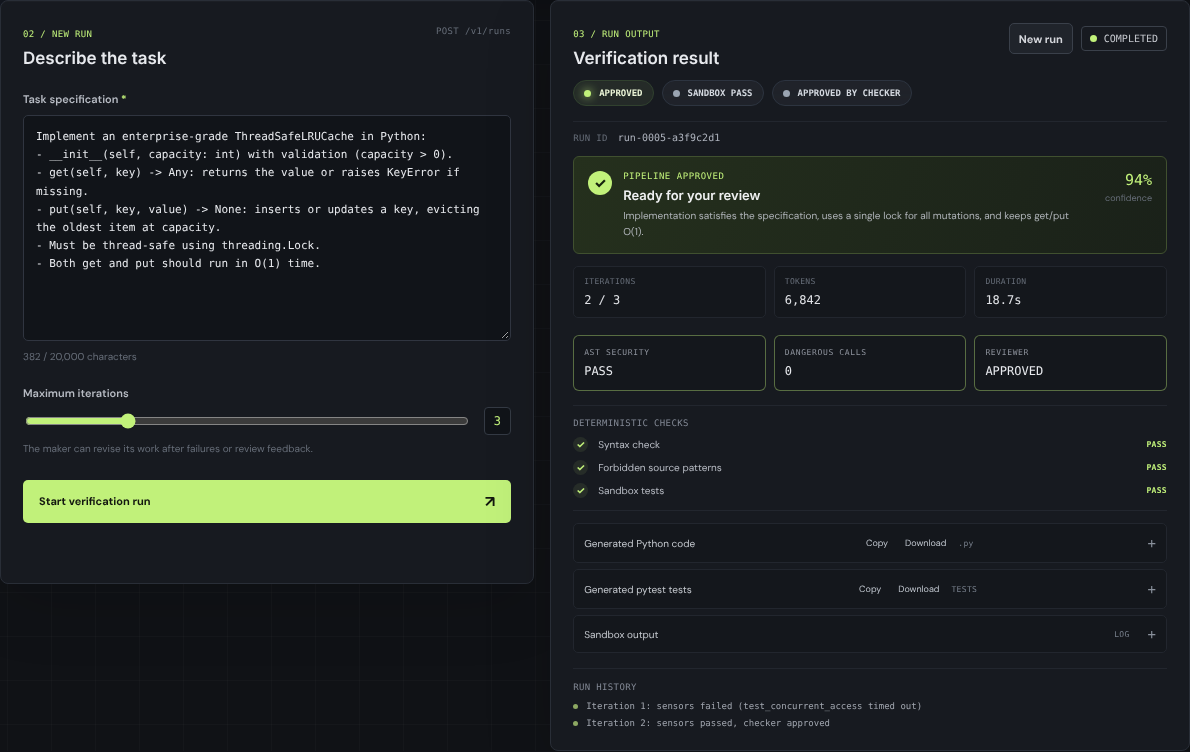 02 / NEW RUN
POST /v1/runs
Describe the task
Task specification *
Implement an enterprise-grade ThreadSafeLRUCache in Python:
- __init__(self, capacity: int) with validation (capacity > 0).
- get(self, key) -> Any: returns the value or raises KeyError if
missing.
- put(self, key, value) -> None: inserts or updates a key, evicting
the oldest item at capacity.
- Must be thread-safe using threading.Lock.
- Both get and put should run in O(1) time.
382 / 20,000 characters
Maximum iterations
3
The maker can revise its work after failures or review feedback.
Start verification run
03 / RUN OUTPUT
Verification result
New run
COMPLETED
APPROVED
SANDBOX PASS
APPROVED BY CHECKER
RUN ID run-0005-a3f9c2d1
PIPELINE APPROVED
Ready for your review
Implementation satisfies the specification, uses a single lock for all mutations, and keeps get/put
O(1).
94%
confidence
ITERATIONS
2 / 3
TOKENS
6,842
DURATION
18.7s
AST SECURITY
PASS
DANGEROUS CALLS
0
REVIEWER
APPROVED
DETERMINISTIC CHECKS
Syntax check PASS
Forbidden source patterns PASS
Sandbox tests PASS
Generated Python code Copy Download .py +
Generated pytest tests Copy Download TESTS +
Sandbox output LOG +
RUN HISTORY
Iteration 1: sensors failed (test_concurrent_access timed out)
Iteration 2: sensors passed, checker approved